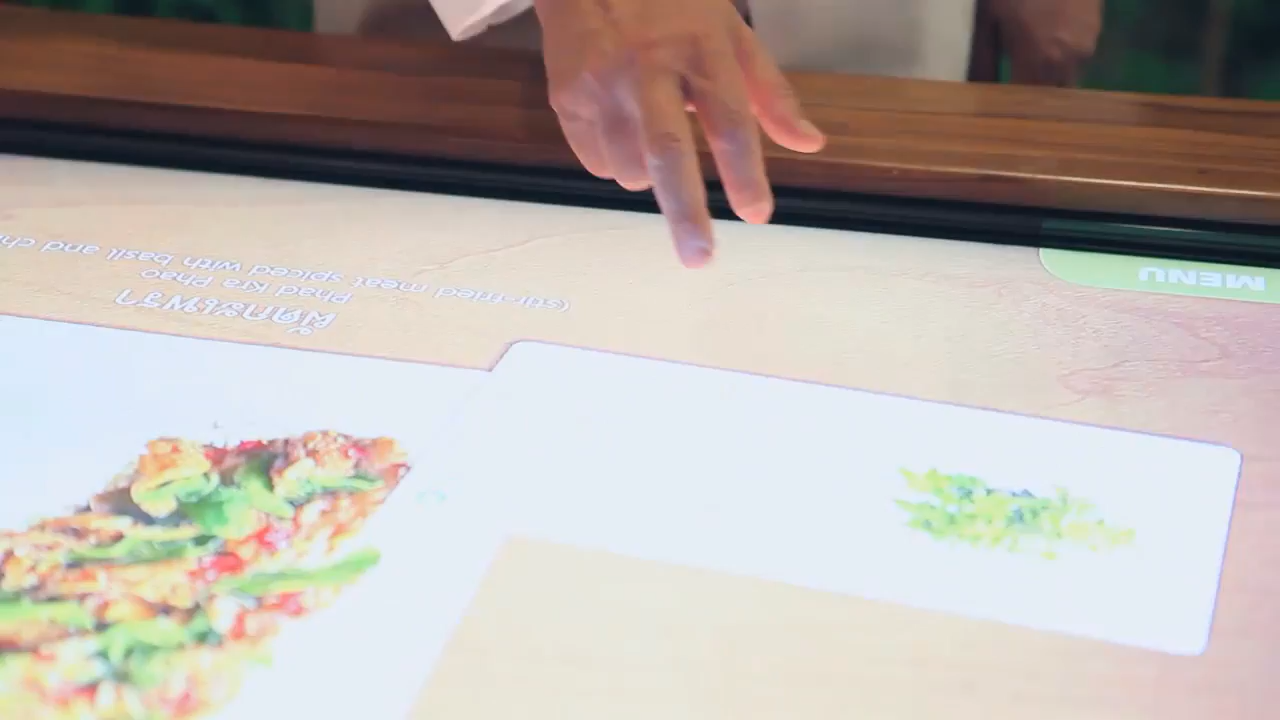 ผัดกะเพรา
Phad Kra Phao
(stir-fried meat spiced with basil and
MENU